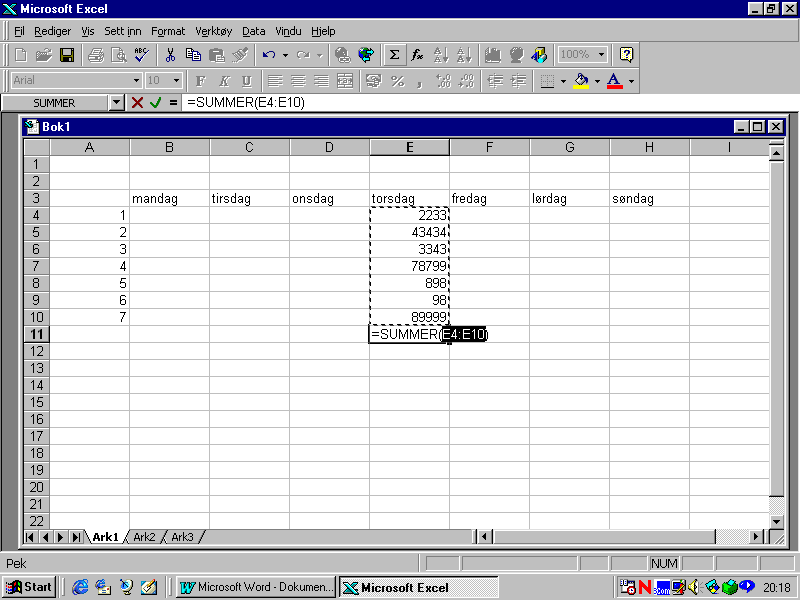 Microsoft Excel
Fil Rediger Vis Sett inn Format Verktøy Data Vindu Hjelp
100%
Arial 10 F K U
SUMMER =SUMMER(E4:E10)
Bok1
A B C D E F G H I
1
2
3 mandag tirsdag onsdag torsdag fredag lørdag søndag
4 1 2233
5 2 43434
6 3 3343
7 4 78799
8 5 898
9 6 98
10 7 89999
11 =SUMMER(E4:E10)
12
13
14
15
16
17
18
19
20
21
22
Ark1 Ark2 Ark3
Pek NUM
Start Microsoft Word - Dokumen... Microsoft Excel 20:18